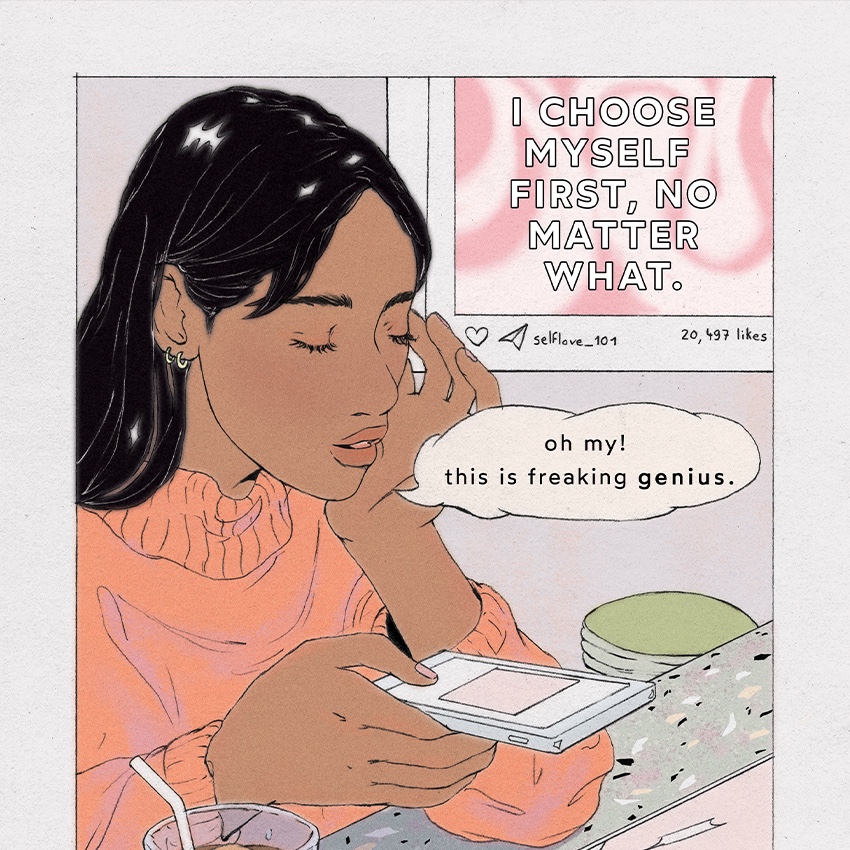 I CHOOSE
MYSELF
FIRST, NO
MATTER
WHAT.
selflove_101 20,497 likes
oh my!
this is freaking genius.